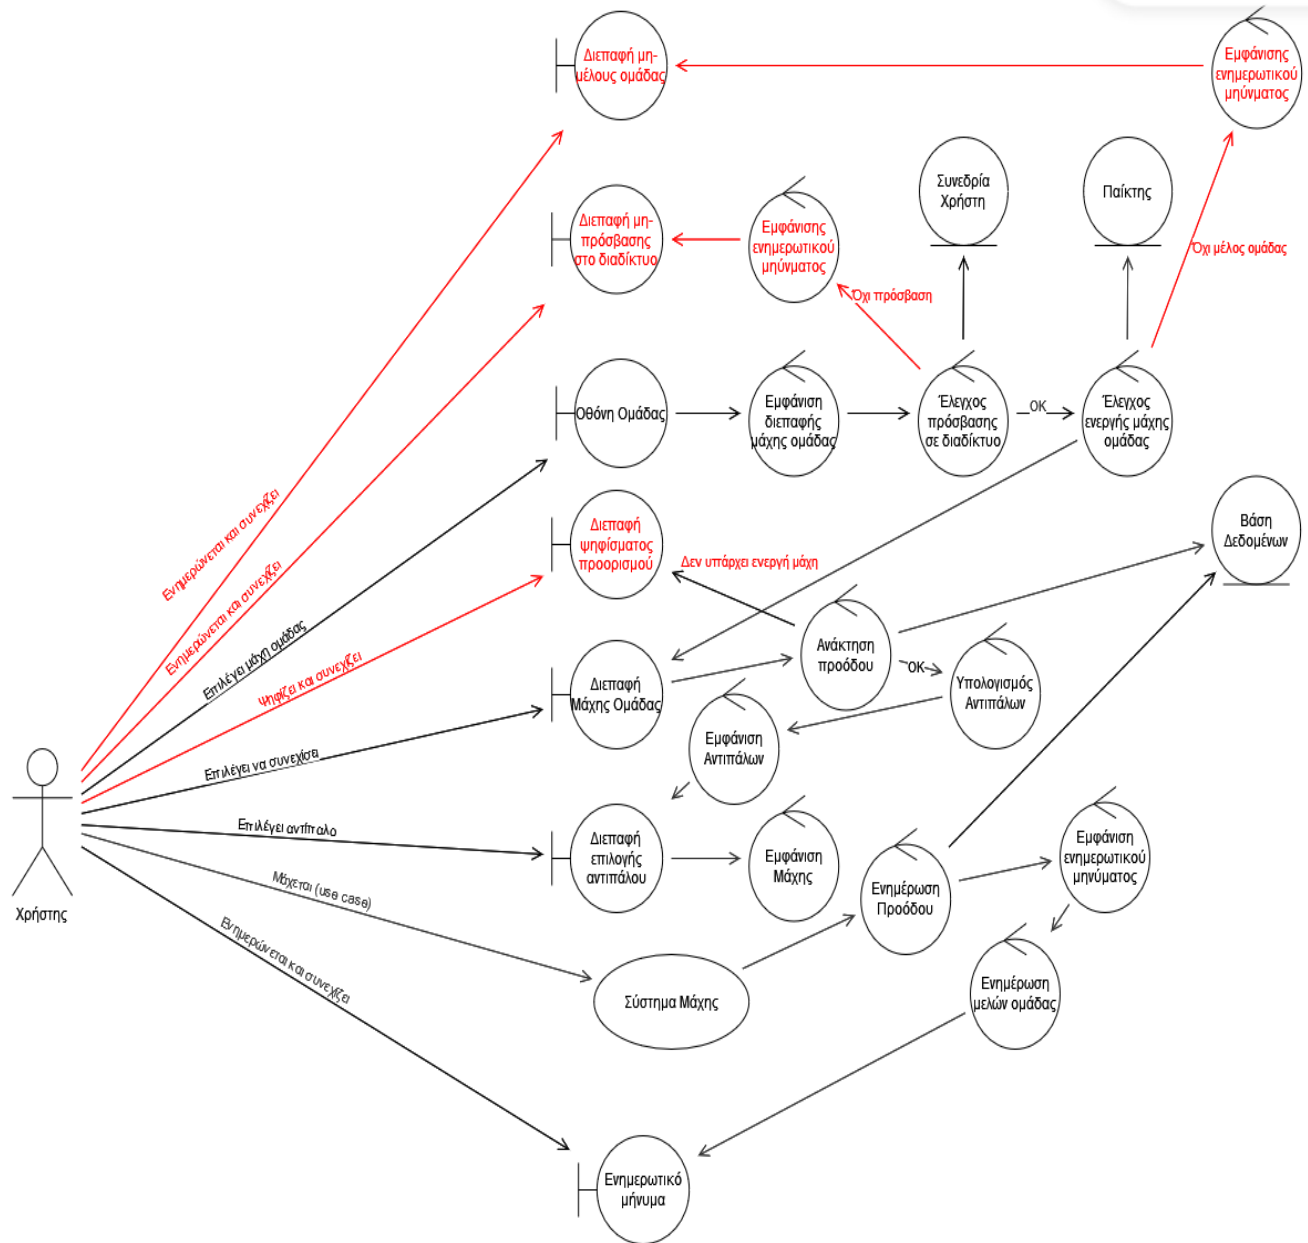 Διεπαφή μη-
μέλους ομάδας
Εμφάνισης
ενημερωτικού
μηύνματος
Συνεδρία
Χρήστη
Παίκτης
Διεπαφή μη-
πρόσβασης
στο διαδίκτυο
Εμφάνισης
ενημερωτικού
μηύνματος
Όχι μέλος ομάδας
Όχι πρόσβαση
Οθόνη Ομάδας
Εμφάνιση
διεπαφής
μάχης ομάδας
Έλεγχος
πρόσβασης
σε διαδίκτυο
OK
Έλεγχος
ενεργής μάχης
ομάδας
Ενημερώνεται και συνεχίζει
Διεπαφή
ψηφίσματος
προορισμού
Δεν υπάρχει ενεργή μάχη
Βάση
Δεδομένων
Ενημερώνεται και συνεχίζει
Επιλέγει μάχη ομάδας
Ψηφίζει και συνεχίζει
Ανάκτηση
προόδου
OK
Διεπαφή
Μάχης Ομάδας
Υπολογισμός
Αντιπάλων
Επιλέγει να συνεχίσει
Εμφάνιση
Αντιπάλων
Επιλέγει αντίπαλο
Διεπαφή
επιλογής
αντιπάλου
Εμφάνιση
Μάχης
Εμφάνιση
ενημερωτικού
μηνύματος
Ενημέρωση
Προόδου
Χρήστης
Μάχεται (use case)
Ενημερώνεται και συνεχίζει
Σύστημα Μάχης
Ενημέρωση
μελών ομάδας
Ενημερωτικό
μήνυμα